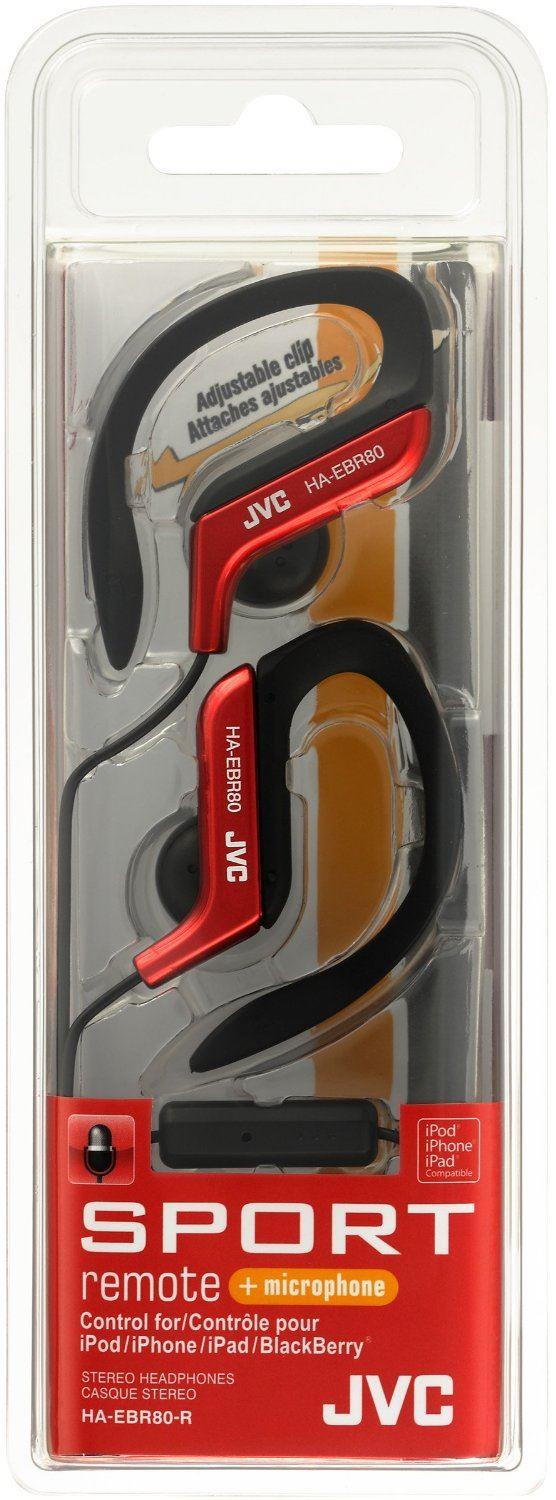 Adjustable clip
Attaches ajustables
JVC HA-EBR80
HA-EBR80 JVC
iPod®
iPhone®
iPad®
Compatible
SPORT
remote + microphone
Control for/Contrôle pour
iPod/iPhone/iPad/BlackBerry®
STEREO HEADPHONES
CASQUE STEREO
HA-EBR80-R
JVC